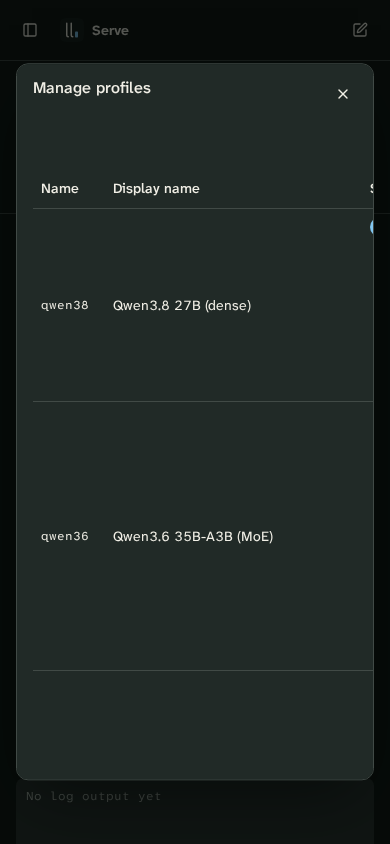 Serve
Manage profiles
Name Display name
qwen38 Qwen3.8 27B (dense)
qwen36 Qwen3.6 35B-A3B (MoE)
No log output yet